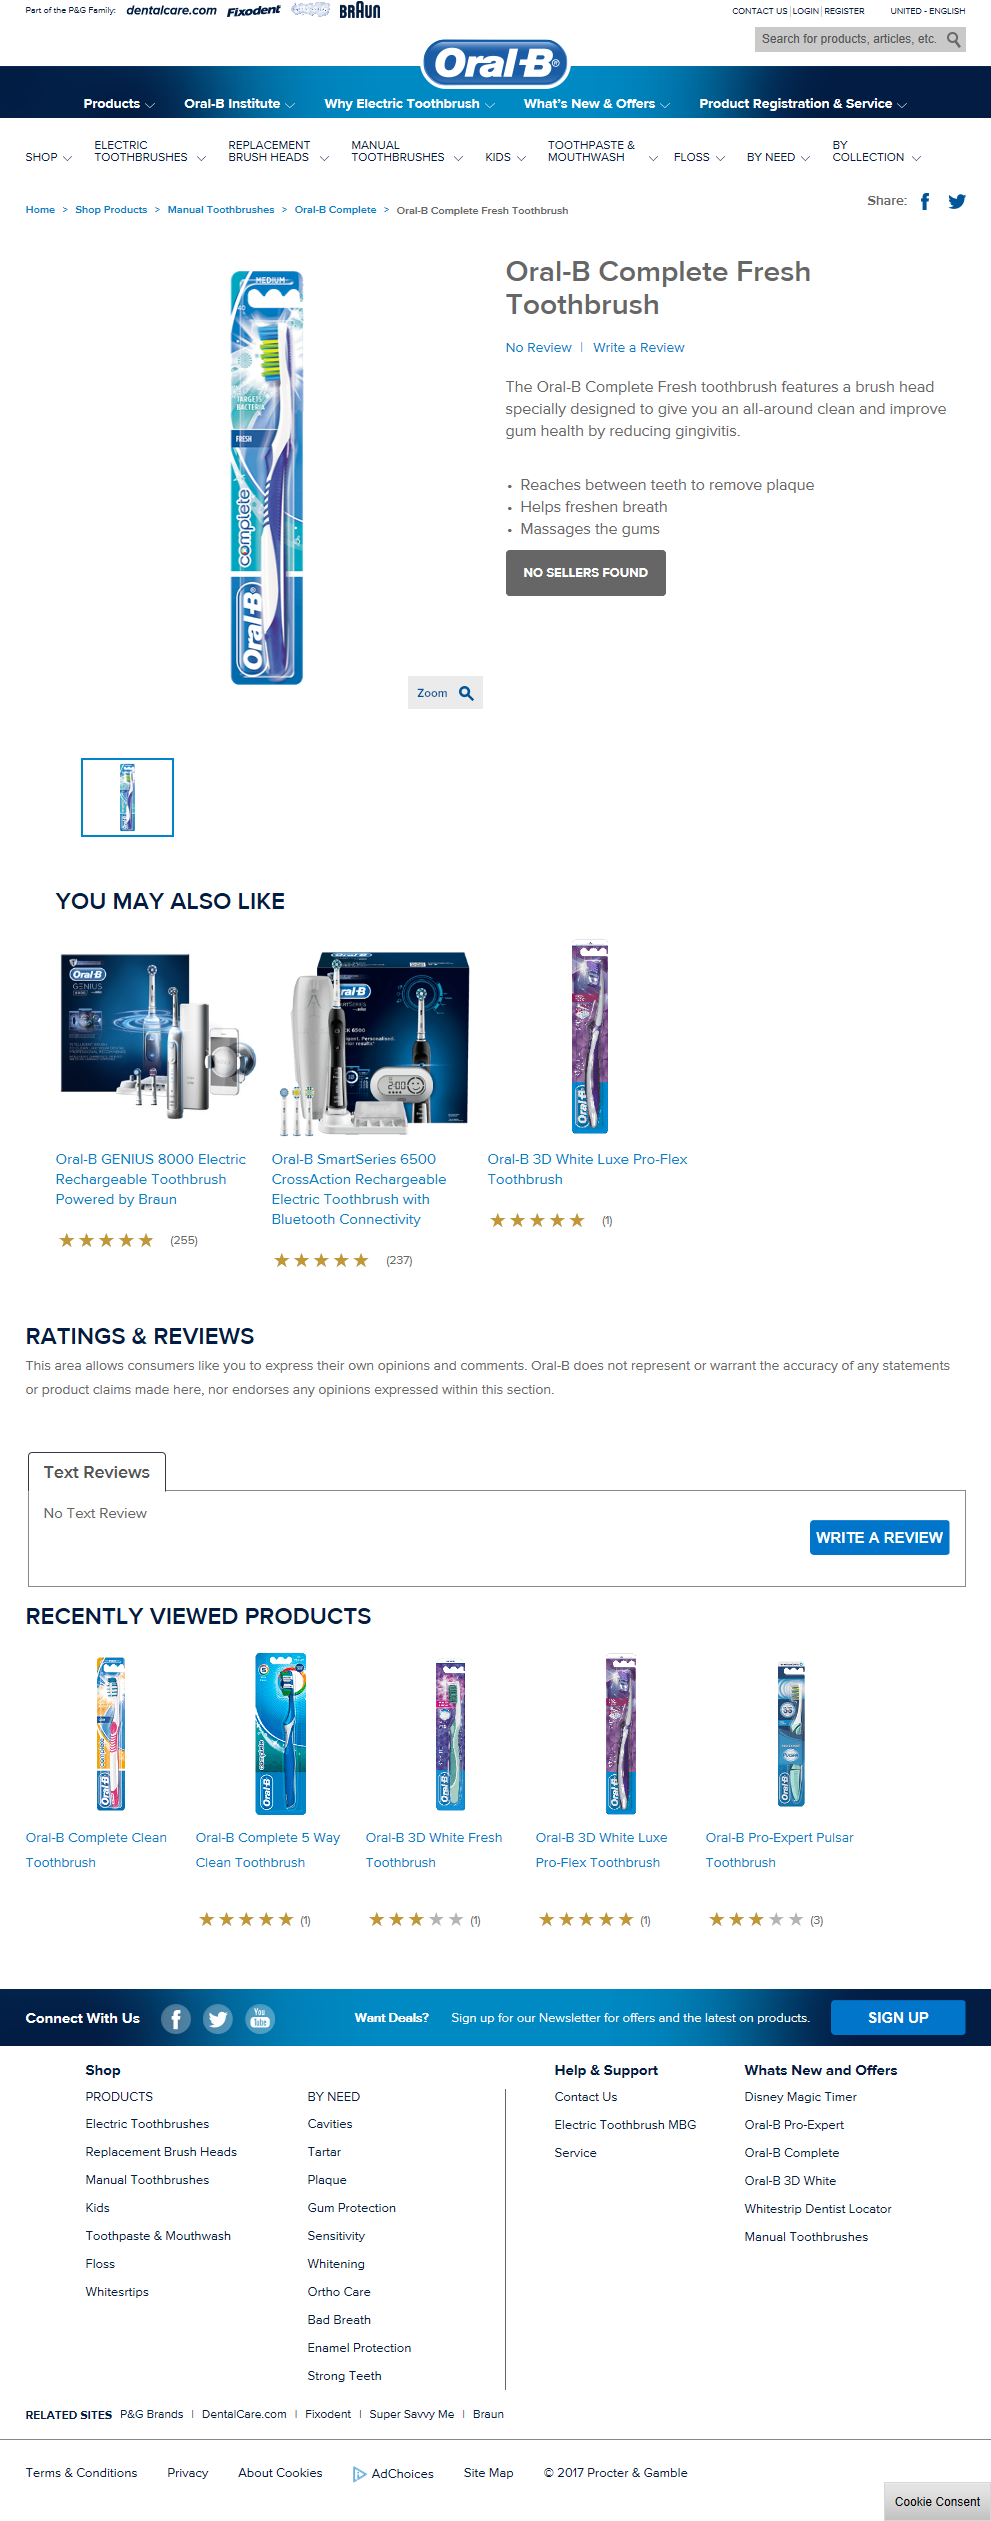 Part of the P&G Family: dentalcare.com Fixodent BRAUN
CONTACT US | LOGIN | REGISTER UNITED - ENGLISH
Search for products, articles, etc.
Oral-B
Products Oral-B Institute Why Electric Toothbrush What's New & Offers Product Registration & Service
SHOP ELECTRIC TOOTHBRUSHES REPLACEMENT BRUSH HEADS MANUAL TOOTHBRUSHES KIDS TOOTHPASTE & MOUTHWASH FLOSS BY NEED BY COLLECTION
Share:
Home > Shop Products > Manual Toothbrushes > Oral-B Complete > Oral-B Complete Fresh Toothbrush
MEDIUM
TARGETS
BACTERIA
FRESH
complete
Oral-B
Oral-B Complete Fresh
Toothbrush
No Review | Write a Review
The Oral-B Complete Fresh toothbrush features a brush head
specially designed to give you an all-around clean and improve
gum health by reducing gingivitis.
• Reaches between teeth to remove plaque
• Helps freshen breath
• Massages the gums
NO SELLERS FOUND
Zoom
YOU MAY ALSO LIKE
Oral-B
GENIUS
Oral-B GENIUS 8000 Electric
Rechargeable Toothbrush
Powered by Braun
(255)
Oral-B SmartSeries 6500
CrossAction Rechargeable
Electric Toothbrush with
Bluetooth Connectivity
(237)
Oral-B
Oral-B 3D White Luxe Pro-Flex
Toothbrush
(1)
RATINGS & REVIEWS
This area allows consumers like you to express their own opinions and comments. Oral-B does not represent or warrant the accuracy of any statements
or product claims made here, nor endorses any opinions expressed within this section.
Text Reviews
No Text Review
WRITE A REVIEW
RECENTLY VIEWED PRODUCTS
Oral-B Complete Clean
Toothbrush
Oral-B Complete 5 Way
Clean Toothbrush
(1)
Oral-B 3D White Fresh
Toothbrush
(1)
Oral-B 3D White Luxe
Pro-Flex Toothbrush
(1)
Oral-B Pro-Expert Pulsar
Toothbrush
(3)
Connect With Us You Tube Want Deals? Sign up for our Newsletter for offers and the latest on products. SIGN UP
Shop
PRODUCTS
Electric Toothbrushes
Replacement Brush Heads
Manual Toothbrushes
Kids
Toothpaste & Mouthwash
Floss
Whitesrtips
BY NEED
Cavities
Tartar
Plaque
Gum Protection
Sensitivity
Whitening
Ortho Care
Bad Breath
Enamel Protection
Strong Teeth
Help & Support
Contact Us
Electric Toothbrush MBG
Service
Whats New and Offers
Disney Magic Timer
Oral-B Pro-Expert
Oral-B Complete
Oral-B 3D White
Whitestrip Dentist Locator
Manual Toothbrushes
RELATED SITES P&G Brands | DentalCare.com | Fixodent | Super Savvy Me | Braun
Terms & Conditions Privacy About Cookies AdChoices Site Map © 2017 Procter & Gamble
Cookie Consent